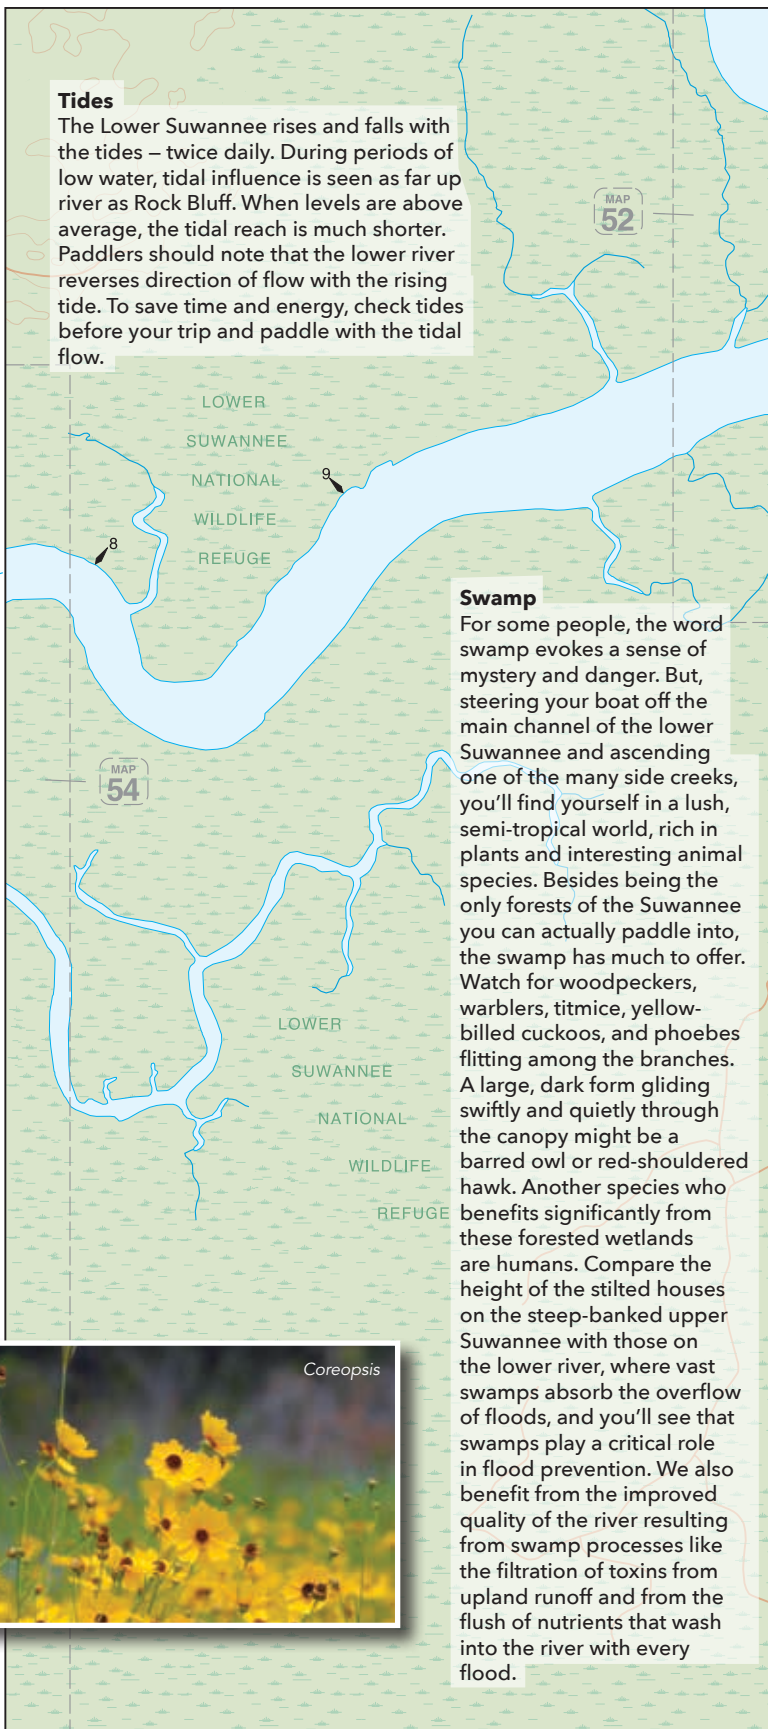 Tides
The Lower Suwannee rises and falls with
the tides – twice daily. During periods of
low water, tidal influence is seen as far up
river as Rock Bluff. When levels are above
average, the tidal reach is much shorter.
Paddlers should note that the lower river
reverses direction of flow with the rising
tide. To save time and energy, check tides
before your trip and paddle with the tidal
flow.
MAP
52
LOWER
SUWANNEE
NATIONAL
WILDLIFE
REFUGE
9
8
MAP
54
Swamp
For some people, the word
swamp evokes a sense of
mystery and danger. But,
steering your boat off the
main channel of the lower
Suwannee and ascending
one of the many side creeks,
you'll find yourself in a lush,
semi-tropical world, rich in
plants and interesting animal
species. Besides being the
only forests of the Suwannee
you can actually paddle into,
the swamp has much to offer.
Watch for woodpeckers,
warblers, titmice, yellow-
billed cuckoos, and phoebes
flitting among the branches.
A large, dark form gliding
swiftly and quietly through
the canopy might be a
barred owl or red-shouldered
hawk. Another species who
benefits significantly from
these forested wetlands
are humans. Compare the
height of the stilted houses
on the steep-banked upper
Suwannee with those on
the lower river, where vast
swamps absorb the overflow
of floods, and you'll see that
swamps play a critical role
in flood prevention. We also
benefit from the improved
quality of the river resulting
from swamp processes like
the filtration of toxins from
upland runoff and from the
flush of nutrients that wash
into the river with every
flood.
LOWER
SUWANNEE
NATIONAL
WILDLIFE
REFUGE
Coreopsis